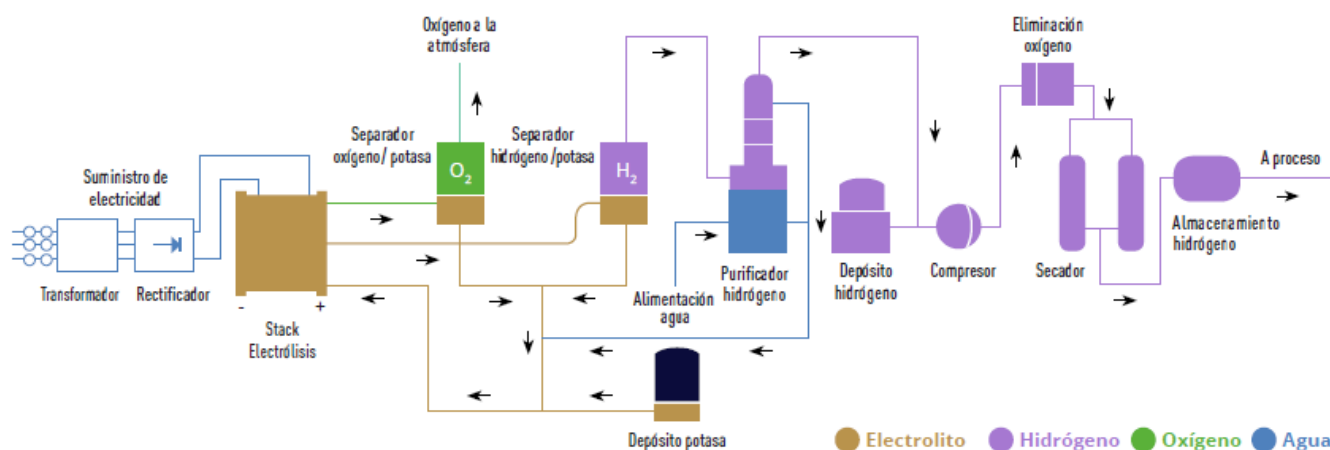 Oxígeno a la
atmósfera
Eliminación
oxígeno
Separador
oxígeno/ potasa
Separador
hidrógeno /potasa
O₂
H₂
Suministro de
electricidad
A proceso
Almacenamiento
hidrógeno
Transformador
Rectificador
- +
Stack
Electrólisis
Alimentación
agua
Purificador
hidrógeno
Depósito
hidrógeno
Compresor
Secador
Depósito potasa
Electrolito
Hidrógeno
Oxígeno
Agua